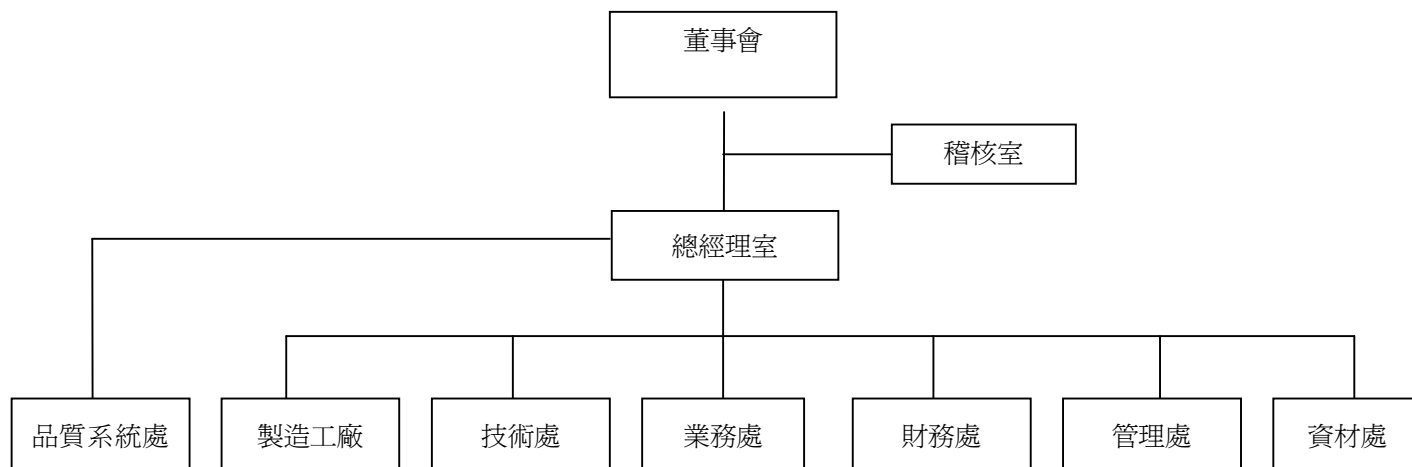 董事會
稽核室
總經理室
品質系統處
製造工廠
技術處
業務處
財務處
管理處
資材處